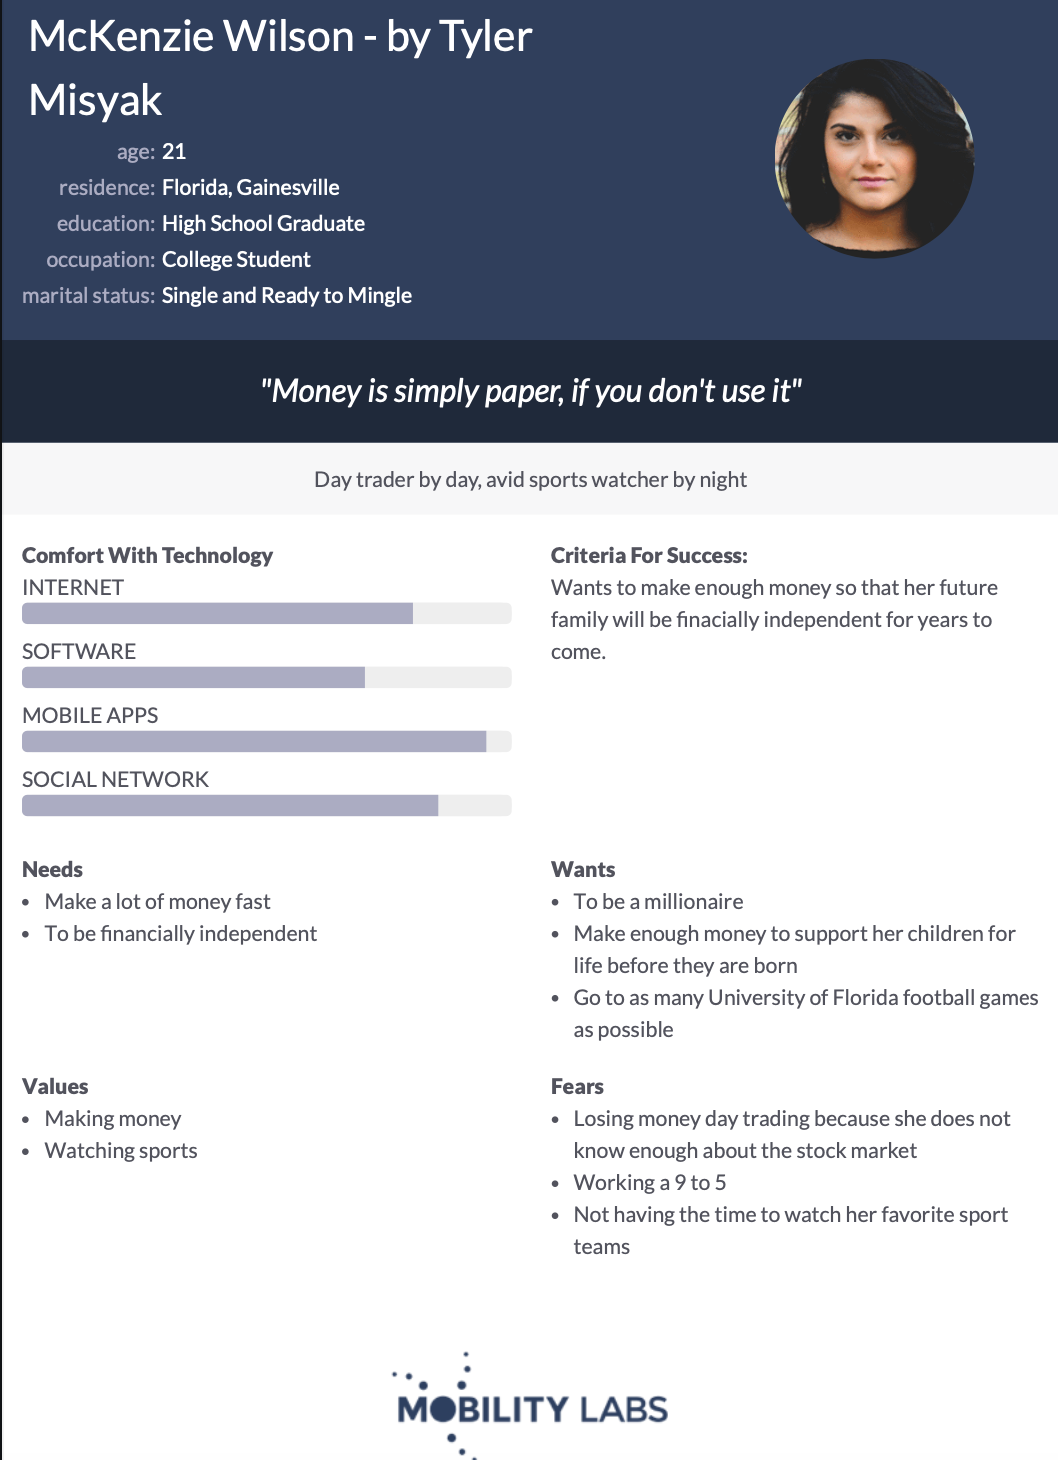 McKenzie Wilson - by Tyler
Misyak
age: 21
residence: Florida, Gainesville
education: High School Graduate
occupation: College Student
marital status: Single and Ready to Mingle
"Money is simply paper, if you don't use it"
Day trader by day, avid sports watcher by night
Comfort With Technology
INTERNET
SOFTWARE
MOBILE APPS
SOCIAL NETWORK
Criteria For Success:
Wants to make enough money so that her future
family will be finacially independent for years to
come.
Needs
• Make a lot of money fast
• To be financially independent
Wants
• To be a millionaire
• Make enough money to support her children for
life before they are born
• Go to as many University of Florida football games
as possible
Values
• Making money
• Watching sports
Fears
• Losing money day trading because she does not
know enough about the stock market
• Working a 9 to 5
• Not having the time to watch her favorite sport
teams
MOBILITY LABS